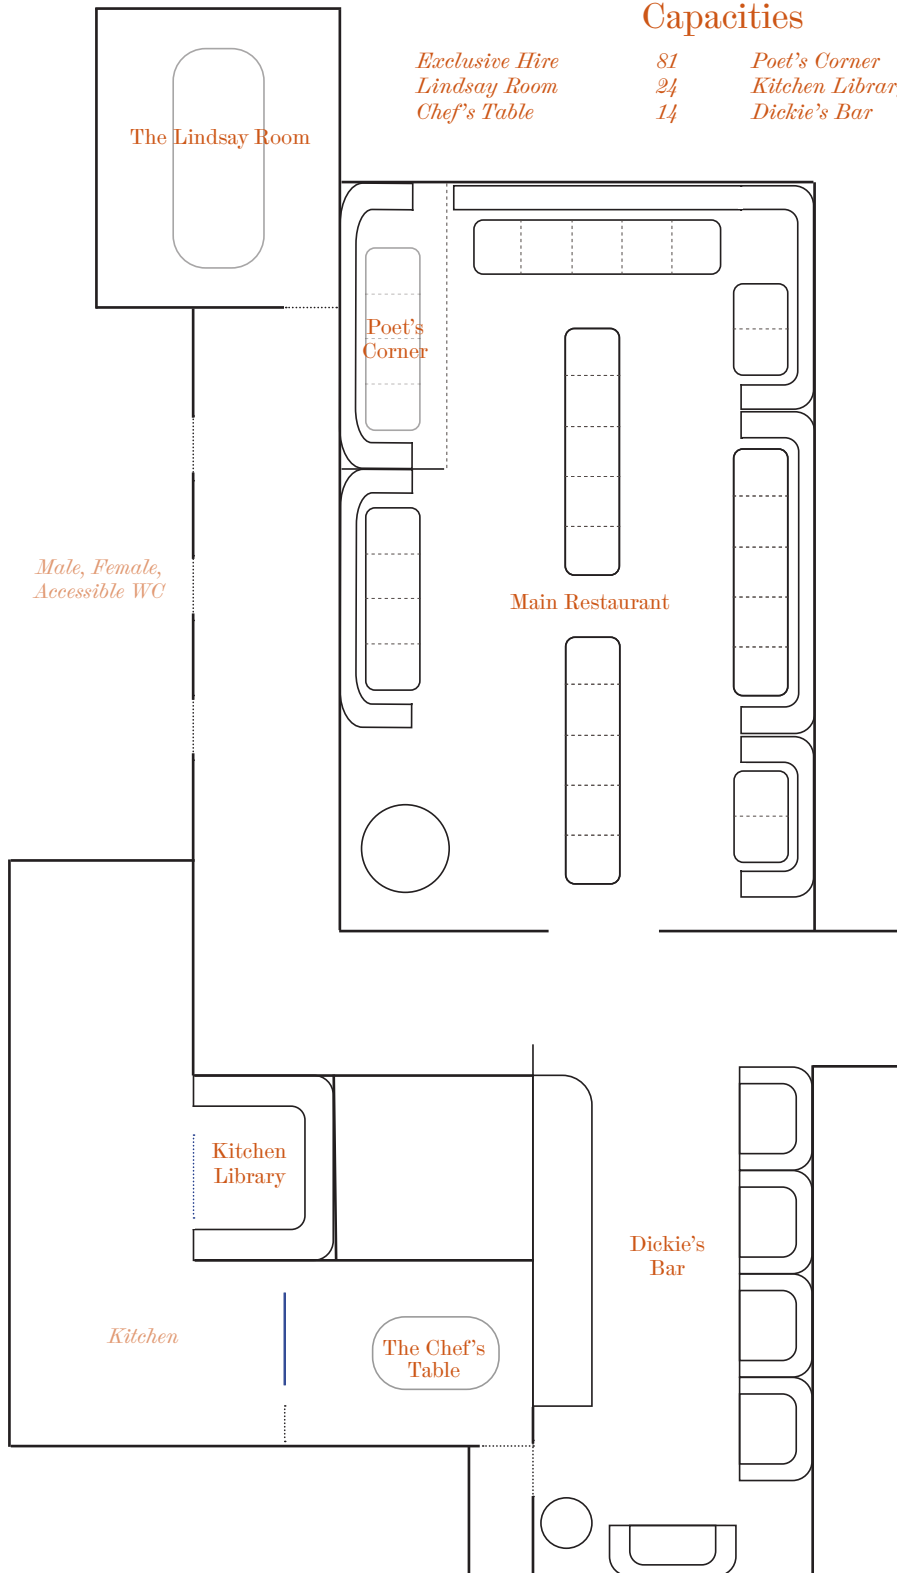 Capacities
Exclusive Hire 81 Poet's Corner
Lindsay Room 24 Kitchen
Chef's Table 14 Dickie's Bar
The Lindsay Room
Poet's
Corner
Male, Female,
Accessible WC
Main Restaurant
Kitchen
Library
Dickie's
Bar
Kitchen
The Chef's
Table